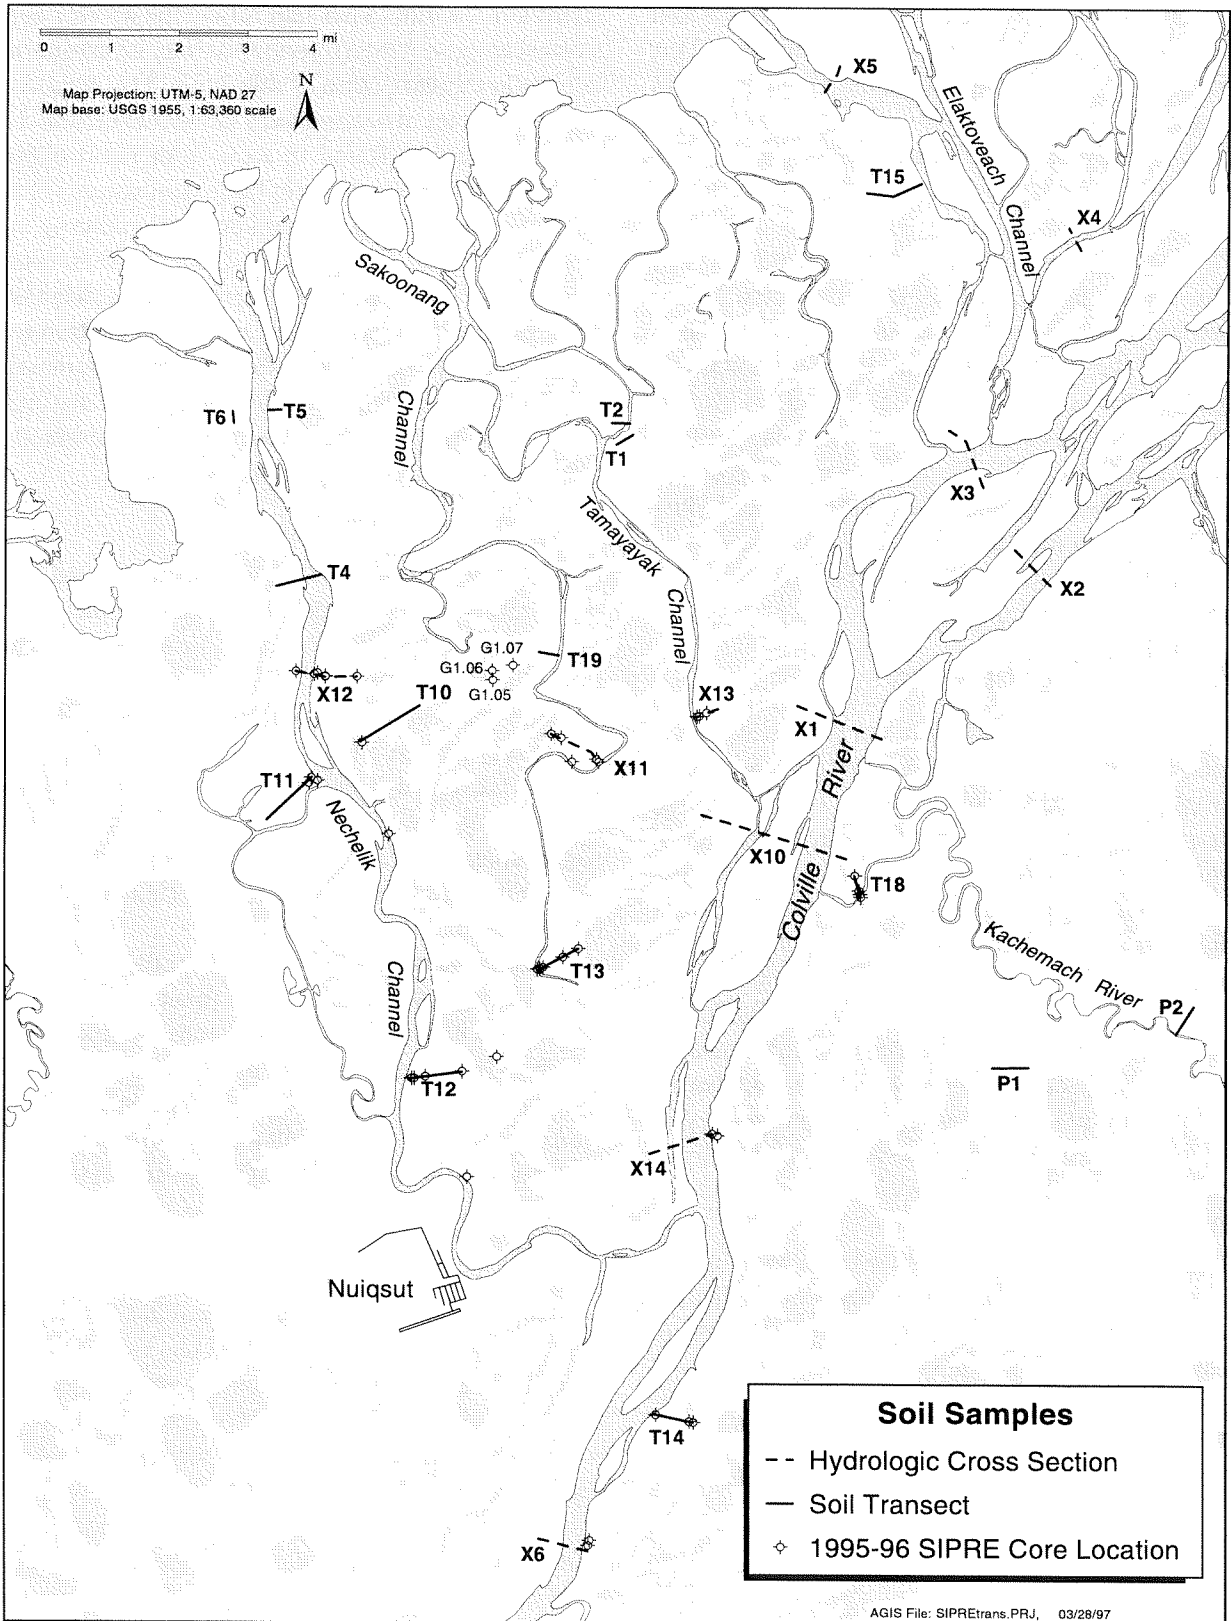 0 1 2 3 4 mi
Map Projection: UTM-5, NAD 27
Map base: USGS 1955, 1:63,360 scale
N
X5
Elaktoveach
Channel
T15
X4
Sakoonang
Channel
T6
T5
T2
T1
X3
Tamayayak
Channel
T4
X2
G1.07
G1.06
G1.05
T19
X12
T10
X13
X1
X11
River
T11
Nechelik
X10
Colville
T18
T13
Kachemach River
P2
Channel
P1
T12
X14
Nuiqsut
T14
X6
Soil Samples
Hydrologic Cross Section
Soil Transect
1995-96 SIPRE Core Location
AGIS File: SIPREtrans.PRJ, 03/28/97